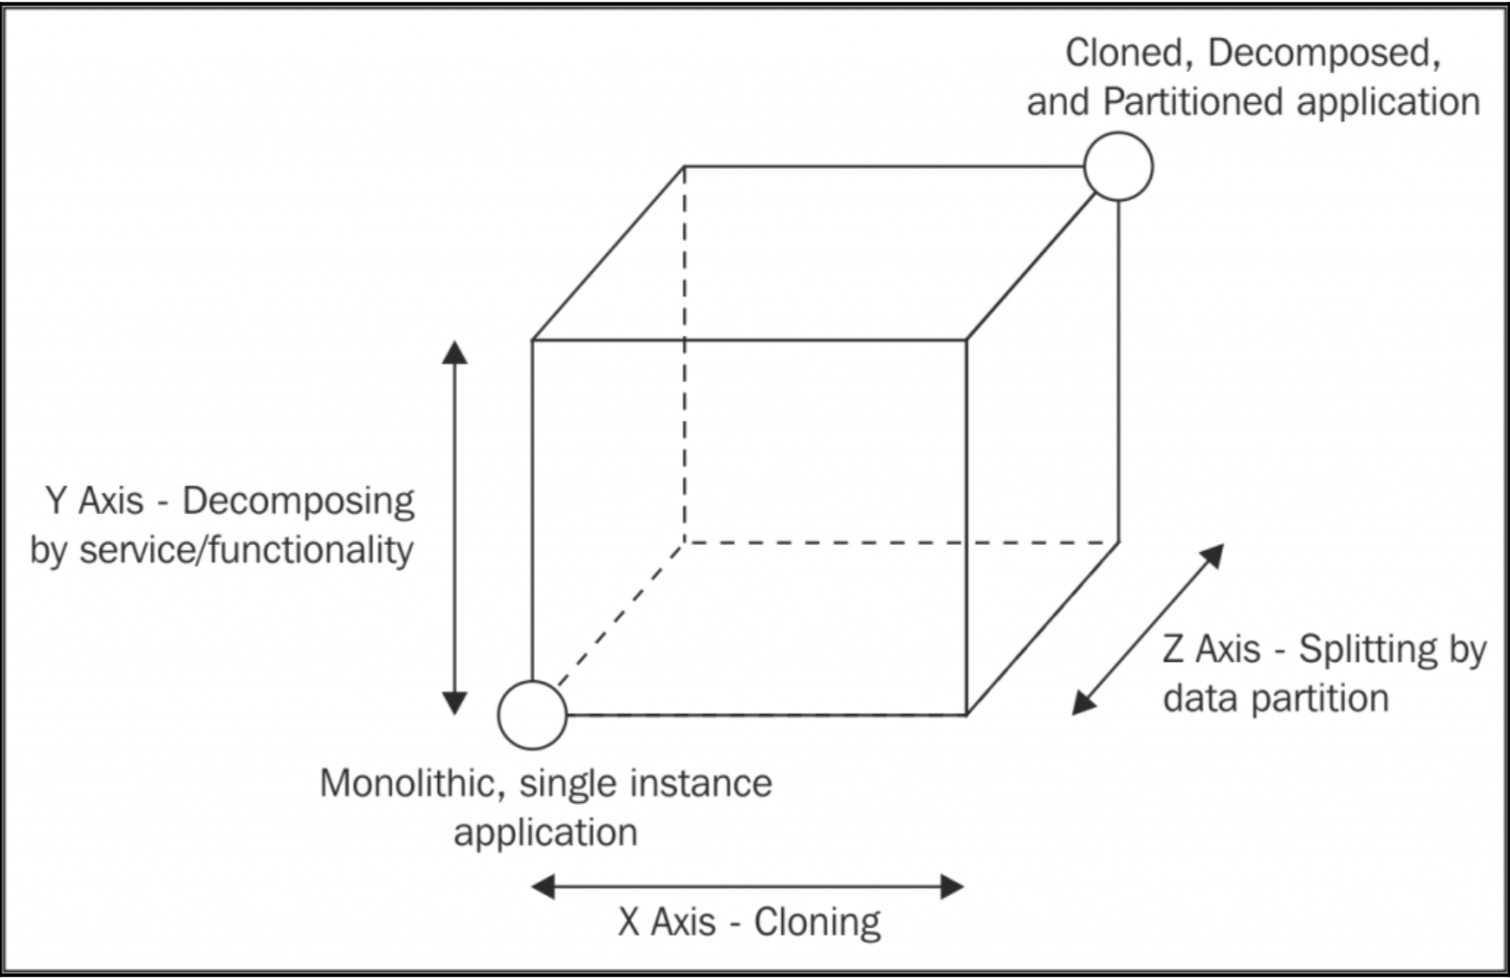 Cloned, Decomposed,
and Partitioned application
Y Axis - Decomposing
by service/functionality
Z Axis - Splitting by
data partition
Monolithic, single instance
application
X Axis - Cloning